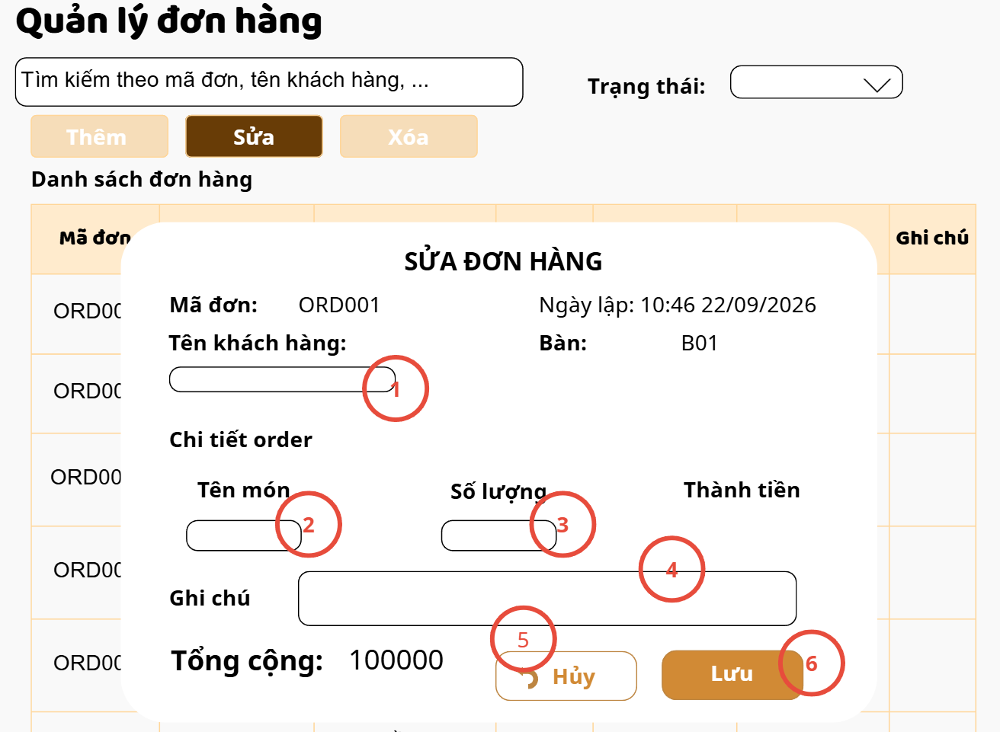 Quản lý đơn hàng
Tìm kiếm theo mã đơn, tên khách hàng, ...
Trạng thái:
Thêm
Sửa
Xóa
Danh sách đơn hàng
Mã đơn
Ghi chú
SỬA ĐƠN HÀNG
Mã đơn: ORD001
Ngày lập: 10:46 22/09/2026
Tên khách hàng:
Bàn: B01
1
Chi tiết order
Tên món
Số lượng
Thành tiền
2
3
4
Ghi chú
5
Tổng cộng: 100000
Hủy
Lưu
6
ORD00
ORD00
ORD00
ORD00
ORD00